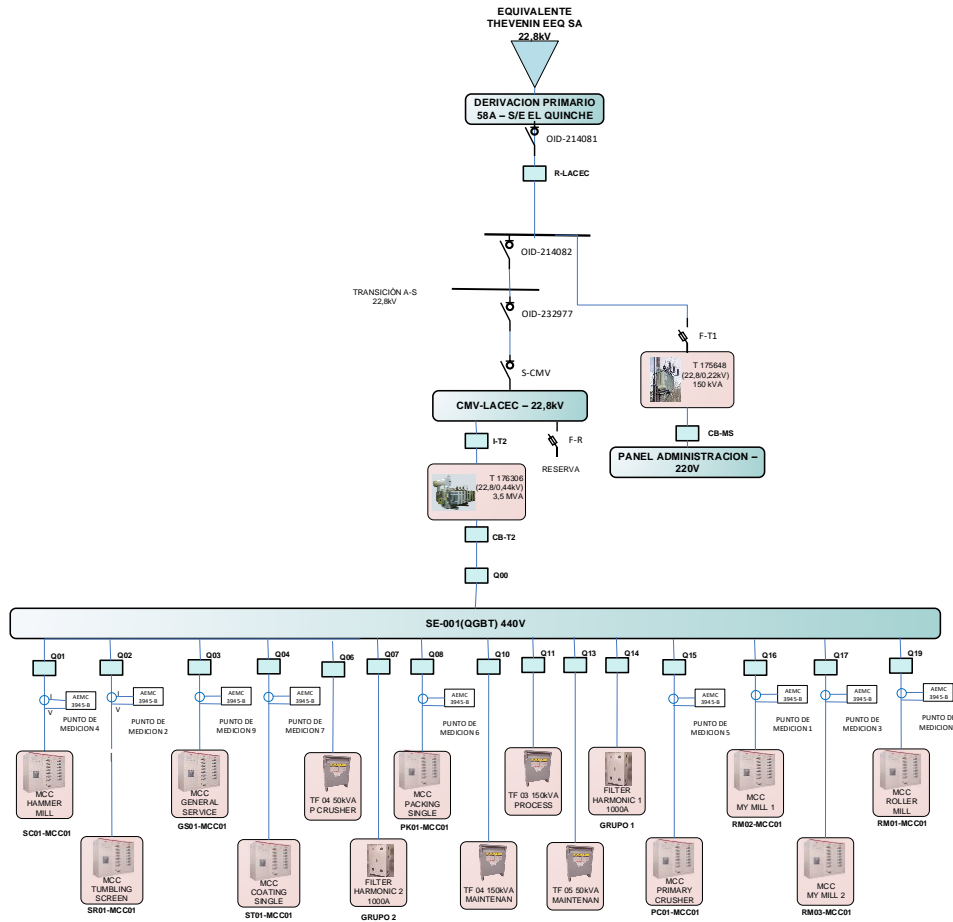 EQUIVALENTE
THEVENIN EEQ SA
22,8kV
DERIVACION PRIMARIO
58A – S/E EL QUINCHE
OID-214081
R-LACEC
OID-214082
TRANSICIÓN A-S
22,8kV
OID-232977
F-T1
T 175648
(22,8/0,22kV)
150 kVA
S-CMV
CMV-LACEC – 22,8kV
CB-MS
I-T2
F-R
PANEL ADMINISTRACION –
220V
RESERVA
T 176306
(22,8/0,44kV)
3,5 MVA
CB-T2
Q00
SE-001(QGBT) 440V
Q01
Q02
Q03
Q04
Q06
Q07
Q08
Q10
Q11
Q13
Q14
Q15
Q16
Q17
Q19
I
V
AEMC
3945-B
PUNTO DE
MEDICION 4
I
V
AEMC
3945-B
PUNTO DE
MEDICION 2
AEMC
3945-B
PUNTO DE
MEDICION 9
AEMC
3945-B
PUNTO DE
MEDICION 7
AEMC
3945-B
PUNTO DE
MEDICION 6
AEMC
3945-B
PUNTO DE
MEDICION 5
AEMC
3945-B
PUNTO DE
MEDICION 1
AEMC
3945-B
PUNTO DE
MEDICION 3
AEMC
3945-B
PUNTO DE
MEDICION
MCC
HAMMER
MILL
SC01-MCC01
MCC
GENERAL
SERVICE
GS01-MCC01
TF 04 50kVA
P CRUSHER
MCC
PACKING
SINGLE
PK01-MCC01
TF 03 150kVA
PROCESS
FILTER
HARMONIC 1
1000A
GRUPO 1
MCC
MY MILL 1
RM02-MCC01
MCC
ROLLER
MILL
RM01-MCC01
MCC
TUMBLING
SCREEN
SR01-MCC01
MCC
COATING
SINGLE
ST01-MCC01
FILTER
HARMONIC 2
1000A
GRUPO 2
TF 04 150kVA
MAINTENAN
TF 05 50kVA
MAINTENAN
MCC
PRIMARY
CRUSHER
PC01-MCC01
MCC
MY MILL 2
RM03-MCC01